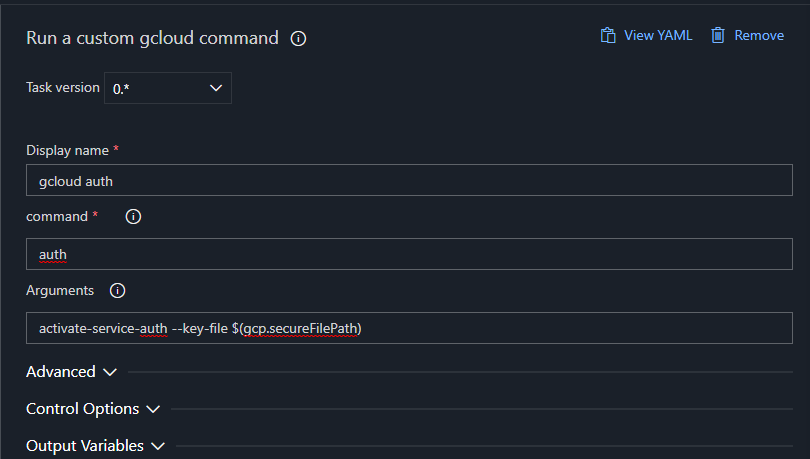 Run a custom gcloud command
View YAML
Remove
Task version
0.*
Display name *
gcloud auth
command *
auth
Arguments
activate-service-auth --key-file $(gcp.secureFilePath)
Advanced
Control Options
Output Variables